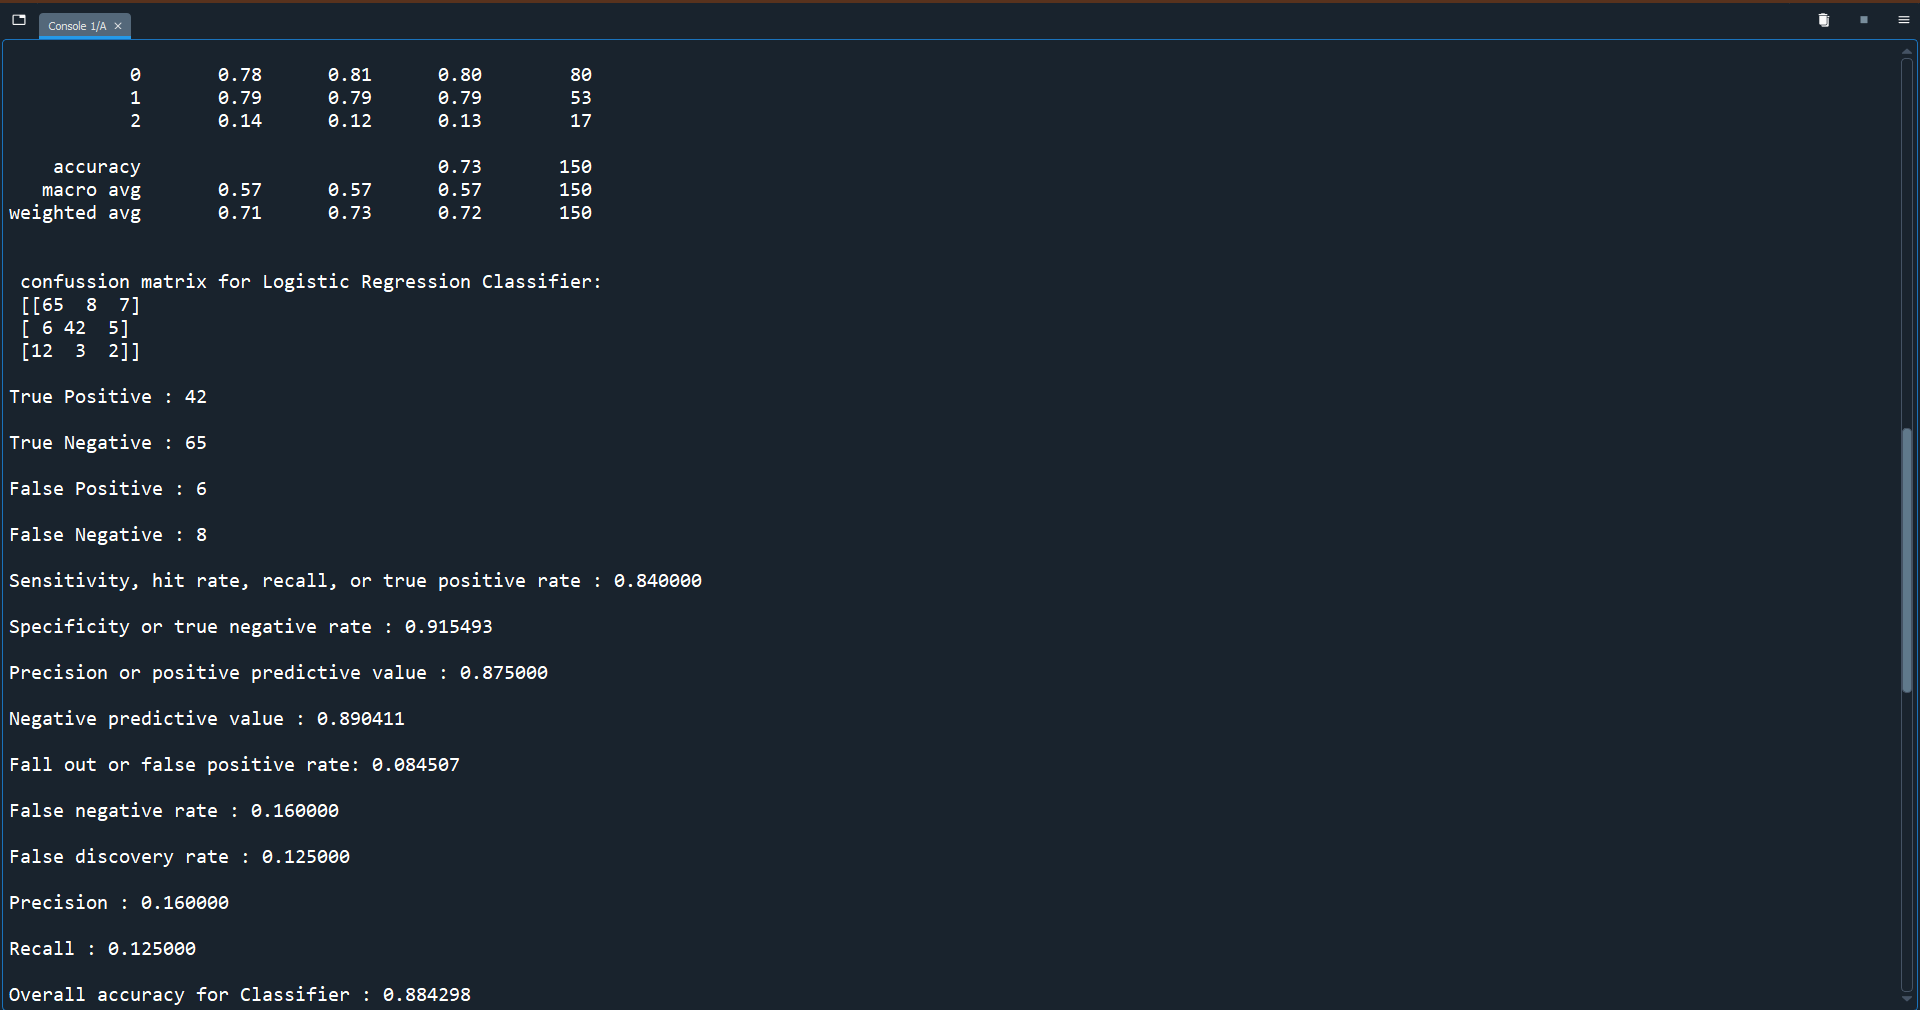 Console 1/A
0 0.78 0.81 0.80 80
1 0.79 0.79 0.79 53
2 0.14 0.12 0.13 17
accuracy 0.73 150
macro avg 0.57 0.57 0.57 150
weighted avg 0.71 0.73 0.72 150
confussion matrix for Logistic Regression Classifier:
[[65 8 7]
[ 6 42 5]
[12 3 2]]
True Positive : 42
True Negative : 65
False Positive : 6
False Negative : 8
Sensitivity, hit rate, recall, or true positive rate : 0.840000
Specificity or true negative rate : 0.915493
Precision or positive predictive value : 0.875000
Negative predictive value : 0.890411
Fall out or false positive rate: 0.084507
False negative rate : 0.160000
False discovery rate : 0.125000
Precision : 0.160000
Recall : 0.125000
Overall accuracy for Classifier : 0.884298